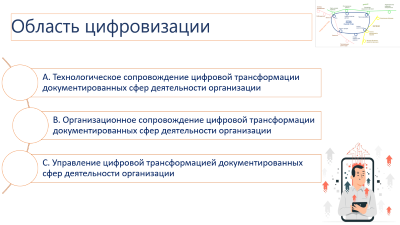 Область цифровизации
A. Технологическое сопровождение цифровой трансформации
документированных сфер деятельности организации
B. Организационное сопровождение цифровой трансформации
документированных сфер деятельности организации
C. Управление цифровой трансформацией документированных
сфер деятельности организации